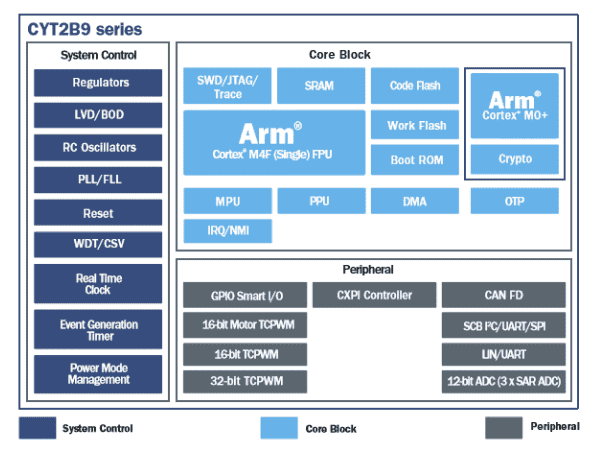 CYT2B9 series
System Control
Regulators
LVD/BOD
RC Oscillators
PLL/FLL
Reset
WDT/CSV
Real Time
Clock
Event Generation
Timer
Power Mode
Management
Core Block
SWD/JTAG/
Trace
SRAM
Code Flash
Arm®
Cortex® M0+
Arm®
Cortex® M4F (Single) FPU
Work Flash
Boot ROM
Crypto
MPU
PPU
DMA
OTP
IRQ/NMI
Peripheral
GPIO Smart I/O
CXPI Controller
CAN FD
16-bit Motor TCPWM
SCB I²C/UART/SPI
16-bit TCPWM
LIN/UART
32-bit TCPWM
12-bit ADC (3 x SAR ADC)
System Control
Core Block
Peripheral